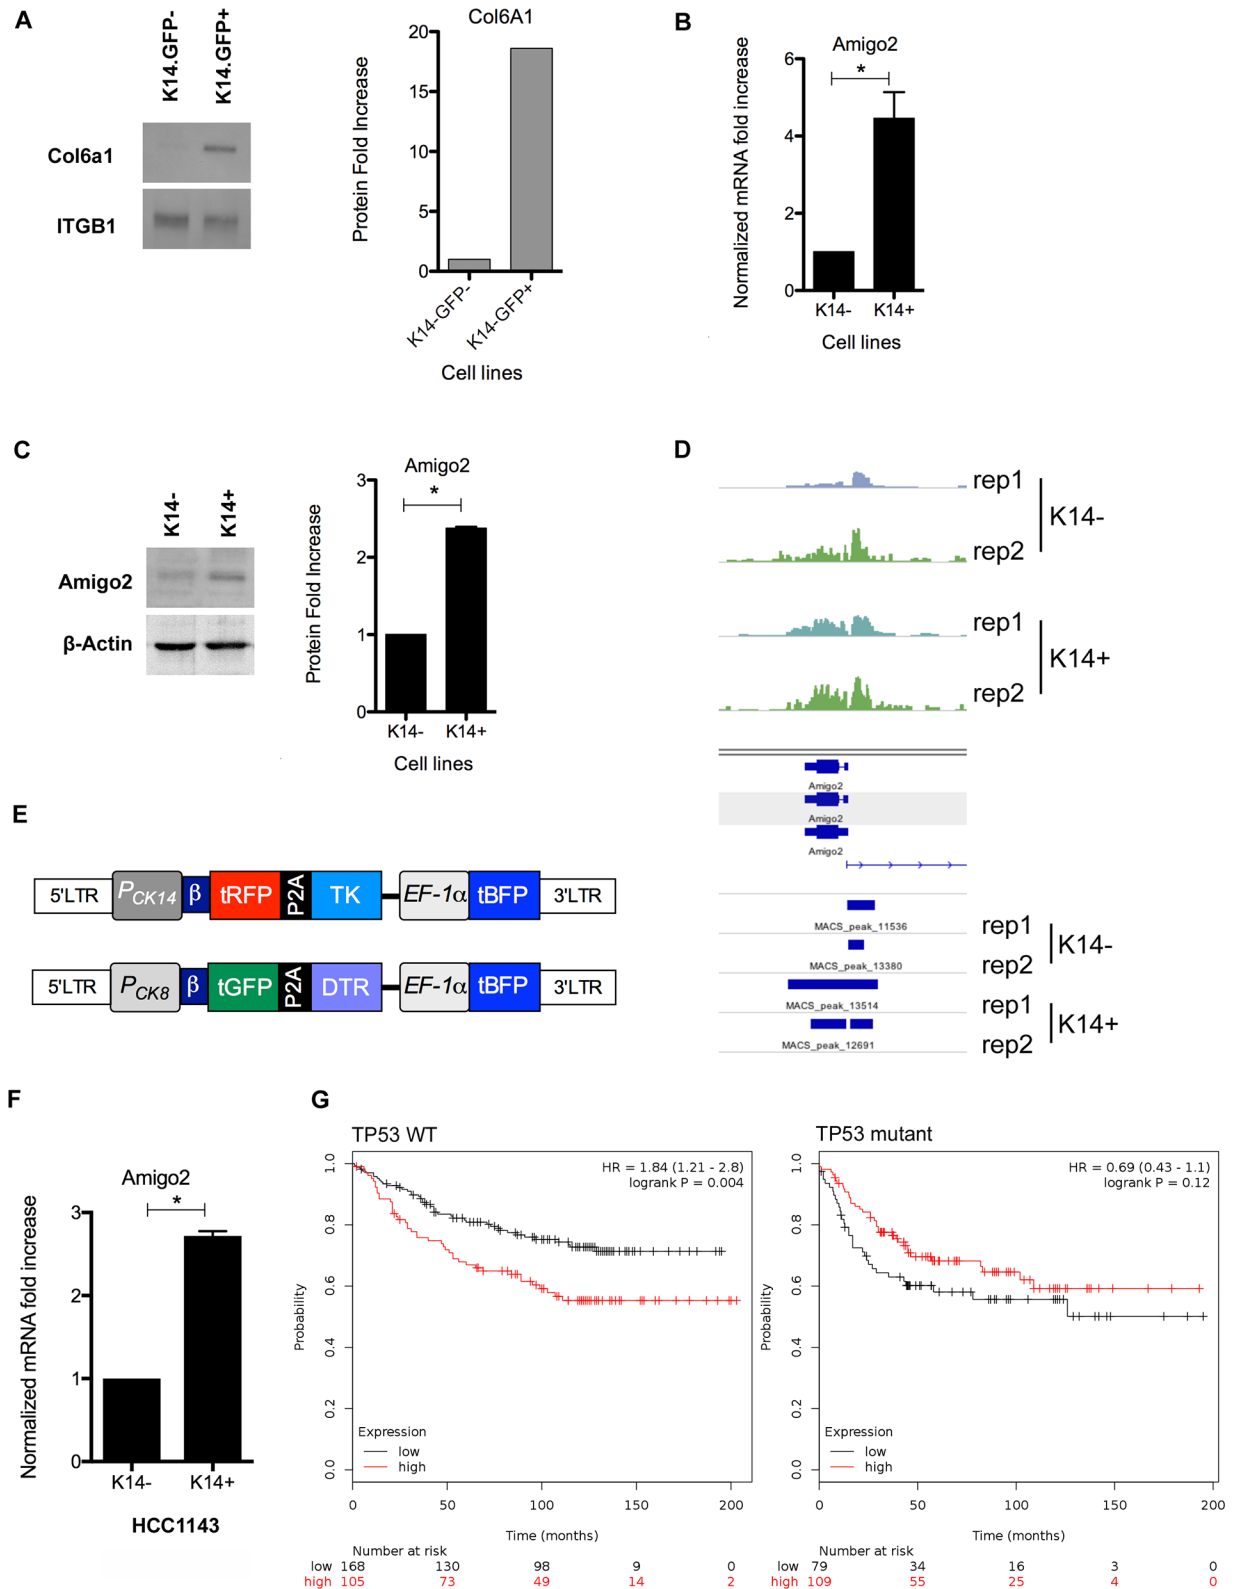 A
K14.GFP-
K14.GFP+
Col6a1
ITGB1
Col6A1
Protein Fold Increase
20
15
10
5
0
K14-GFP-
K14-GFP+
Cell lines
B
Amigo2
*
Normalized mRNA fold increase
6
4
2
0
K14-
K14+
Cell lines
C
K14-
K14+
Amigo2
β-Actin
Amigo2
*
Protein Fold Increase
3
2
1
0
K14-
K14+
Cell lines
D
rep1
rep2
K14-
rep1
rep2
K14+
Amigo2
Amigo2
Amigo2
MACS_peak_11536
MACS_peak_13380
MACS_peak_13514
MACS_peak_12691
rep1
rep2
K14-
rep1
rep2
K14+
E
5'LTR PCK14 β tRFP P2A TK EF-1α tBFP 3'LTR
5'LTR PCK8 β tGFP P2A DTR EF-1α tBFP 3'LTR
F
Amigo2
*
Normalized mRNA fold increase
3
2
1
0
K14-
K14+
HCC1143
G
TP53 WT
HR = 1.84 (1.21 - 2.8)
logrank P = 0.004
Probability
1.0
0.8
0.6
0.4
0.2
0.0
Expression
low
high
0 50 100 150 200
Time (months)
Number at risk
low 168 130 98 9 0
high 105 73 49 14 2
TP53 mutant
HR = 0.69 (0.43 - 1.1)
logrank P = 0.12
Probability
1.0
0.8
0.6
0.4
0.2
0.0
Expression
low
high
0 50 100 150 200
Time (months)
Number at risk
low 79 34 16 3 0
high 109 55 25 4 0